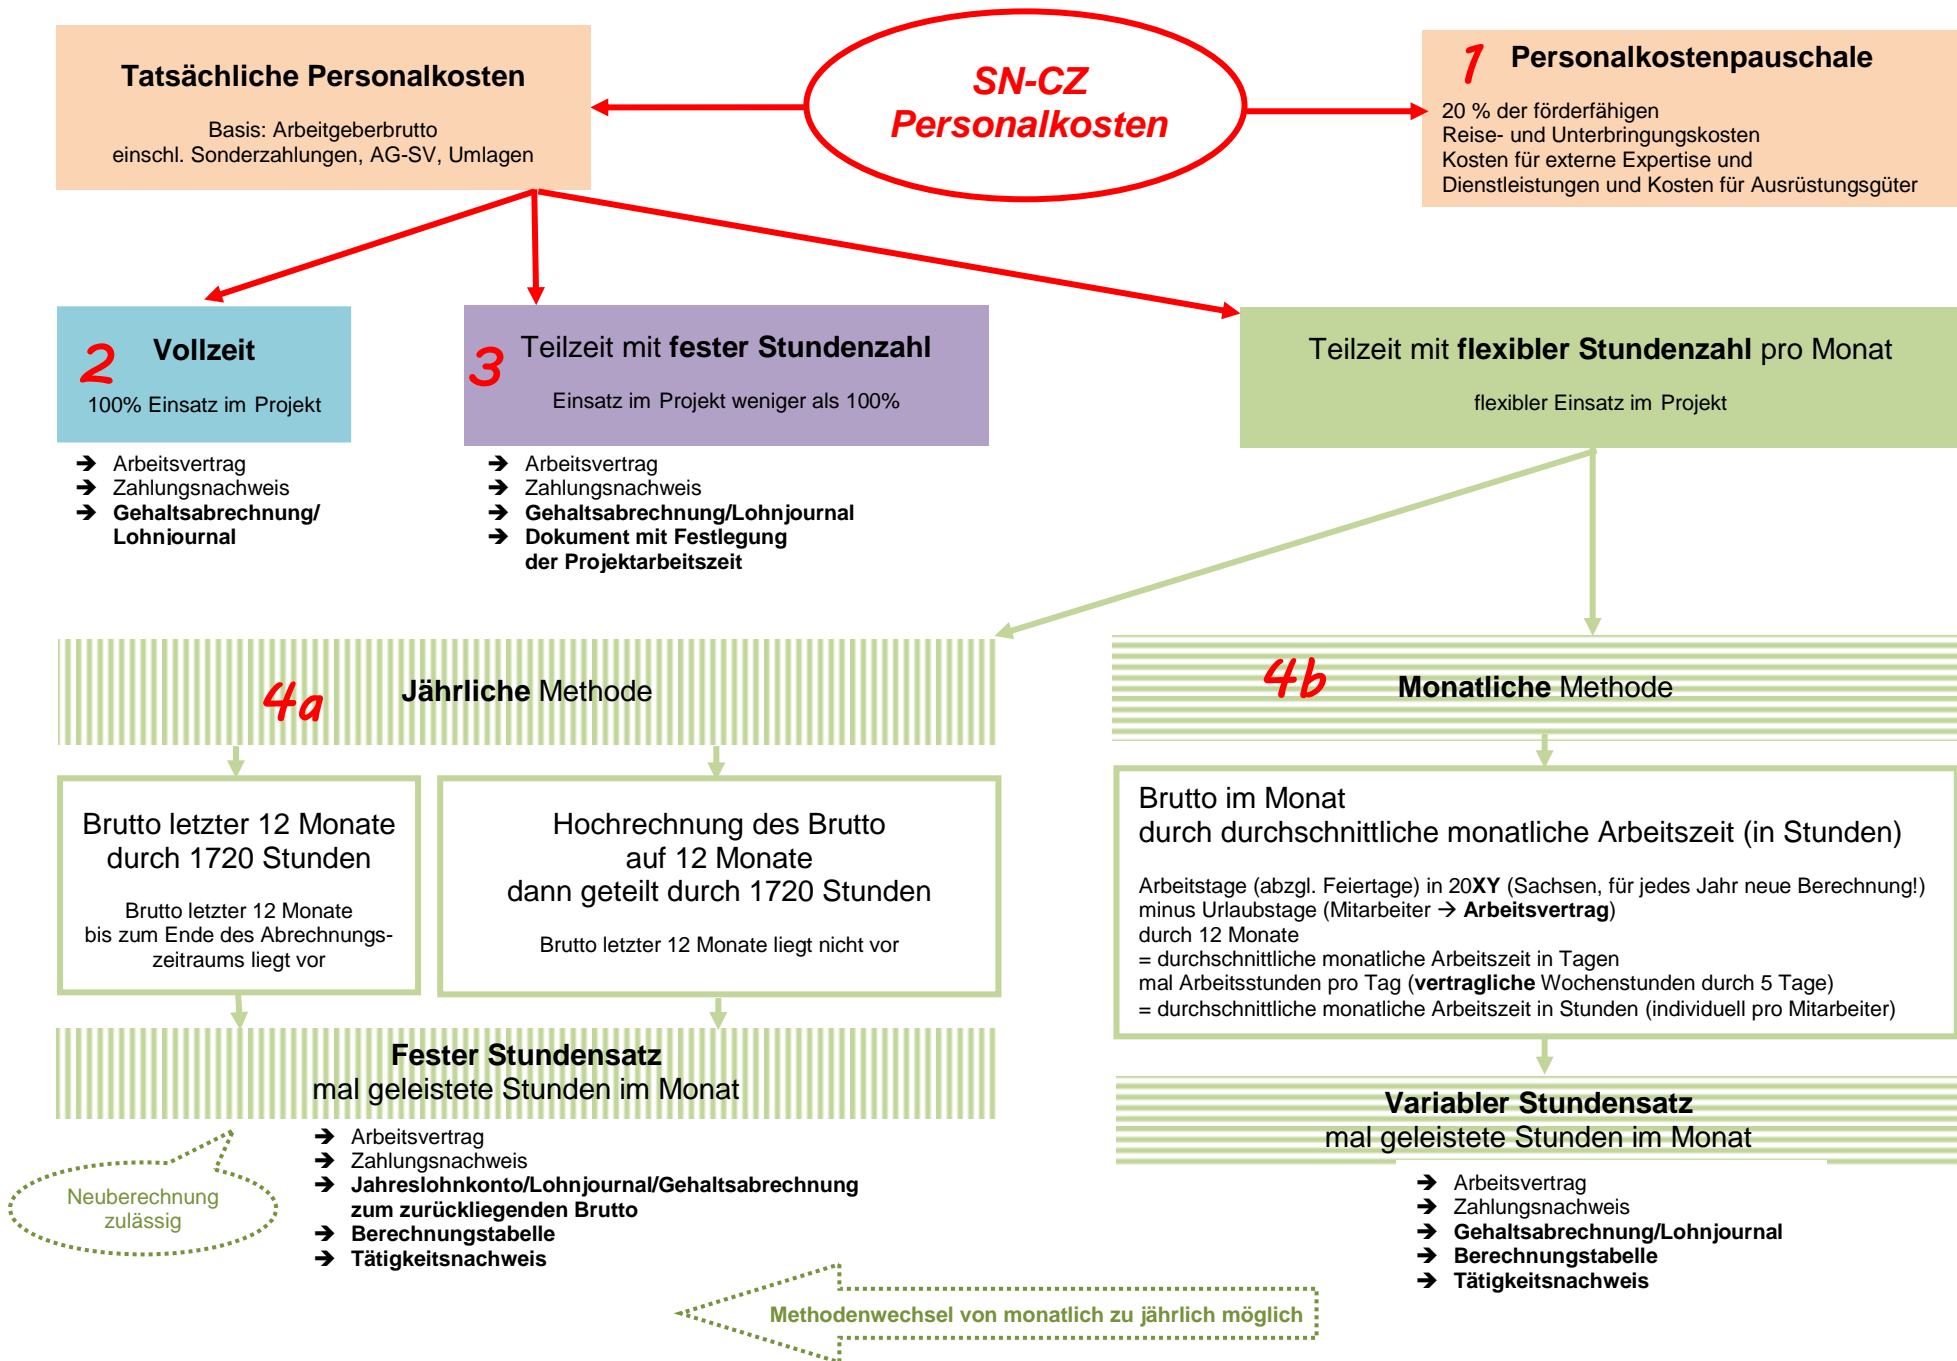 SN-CZ
Personalkosten
Tatsächliche Personalkosten
Basis: Arbeitgeberbrutto
einschl. Sonderzahlungen, AG-SV, Umlagen
1 Personalkostenpauschale
20 % der förderfähigen
Reise- und Unterbringungskosten
Kosten für externe Expertise und
Dienstleistungen und Kosten für Ausrüstungsgüter
2 Vollzeit
100% Einsatz im Projekt
➔ Arbeitsvertrag
➔ Zahlungsnachweis
➔ Gehaltsabrechnung/
Lohnjournal
3 Teilzeit mit fester Stundenzahl
Einsatz im Projekt weniger als 100%
➔ Arbeitsvertrag
➔ Zahlungsnachweis
➔ Gehaltsabrechnung/Lohnjournal
➔ Dokument mit Festlegung
der Projektarbeitszeit
Teilzeit mit flexibler Stundenzahl pro Monat
flexibler Einsatz im Projekt
4a Jährliche Methode
Brutto letzter 12 Monate
durch 1720 Stunden
Brutto letzter 12 Monate
bis zum Ende des Abrechnungs-
zeitraums liegt vor
Hochrechnung des Brutto
auf 12 Monate
dann geteilt durch 1720 Stunden
Brutto letzter 12 Monate liegt nicht vor
Fester Stundensatz
mal geleistete Stunden im Monat
Neuberechnung
zulässig
➔ Arbeitsvertrag
➔ Zahlungsnachweis
➔ Jahreslohnkonto/Lohnjournal/Gehaltsabrechnung
zum zurückliegenden Brutto
➔ Berechnungstabelle
➔ Tätigkeitsnachweis
4b Monatliche Methode
Brutto im Monat
durch durchschnittliche monatliche Arbeitszeit (in Stunden)
Arbeitstage (abzgl. Feiertage) in 20XY (Sachsen, für jedes Jahr neue Berechnung!)
minus Urlaubstage (Mitarbeiter → Arbeitsvertrag)
durch 12 Monate
= durchschnittliche monatliche Arbeitszeit in Tagen
mal Arbeitsstunden pro Tag (vertragliche Wochenstunden durch 5 Tage)
= durchschnittliche monatliche Arbeitszeit in Stunden (individuell pro Mitarbeiter)
Variabler Stundensatz
mal geleistete Stunden im Monat
➔ Arbeitsvertrag
➔ Zahlungsnachweis
➔ Gehaltsabrechnung/Lohnjournal
➔ Berechnungstabelle
➔ Tätigkeitsnachweis
Methodenwechsel von monatlich zu jährlich möglich